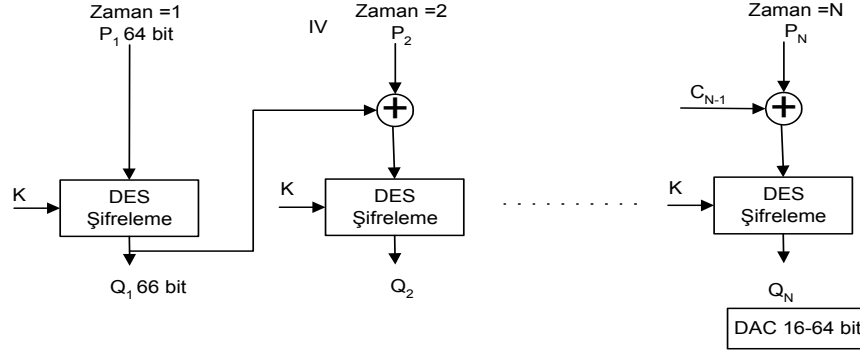 Zaman =1
P1 64 bit
IV
Zaman =2
P2
Zaman =N
PN
CN-1
K
DES
Şifreleme
K
DES
Şifreleme
K
DES
Şifreleme
Q1 66 bit
Q2
QN
DAC 16-64 bit